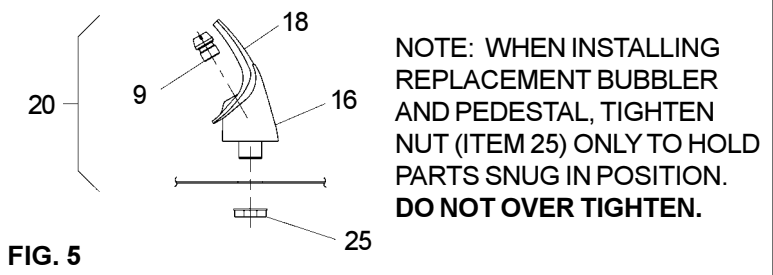 18
20
9
16
25
FIG. 5
NOTE: WHEN INSTALLING
REPLACEMENT BUBBLER
AND PEDESTAL, TIGHTEN
NUT (ITEM 25) ONLY TO HOLD
PARTS SNUG IN POSITION.
DO NOT OVER TIGHTEN.